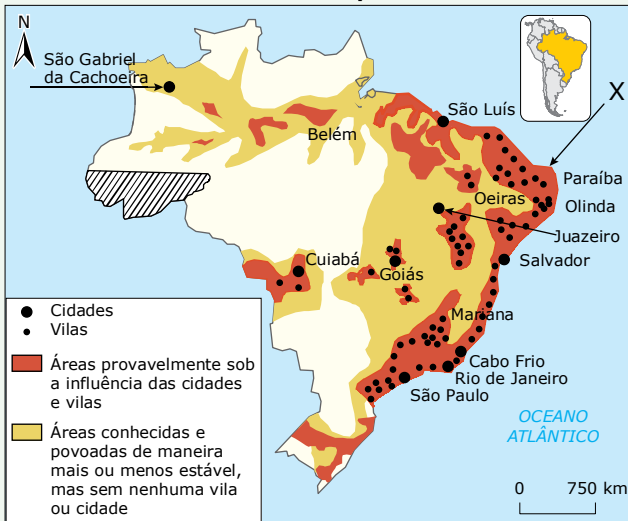 N
São Gabriel
da Cachoeira
São Luís
X
Belém
Paraíba
Oeiras
Olinda
Juazeiro
Cuiabá
Goiás
Salvador
Mariana
Cabo Frio
Rio de Janeiro
São Paulo
Cidades
Vilas
Áreas provavelmente sob
a influência das cidades
e vilas
Áreas conhecidas e
povoadas de maneira
mais ou menos estável,
mas sem nenhuma vila
ou cidade
OCEANO
ATLÂNTICO
0 750 km